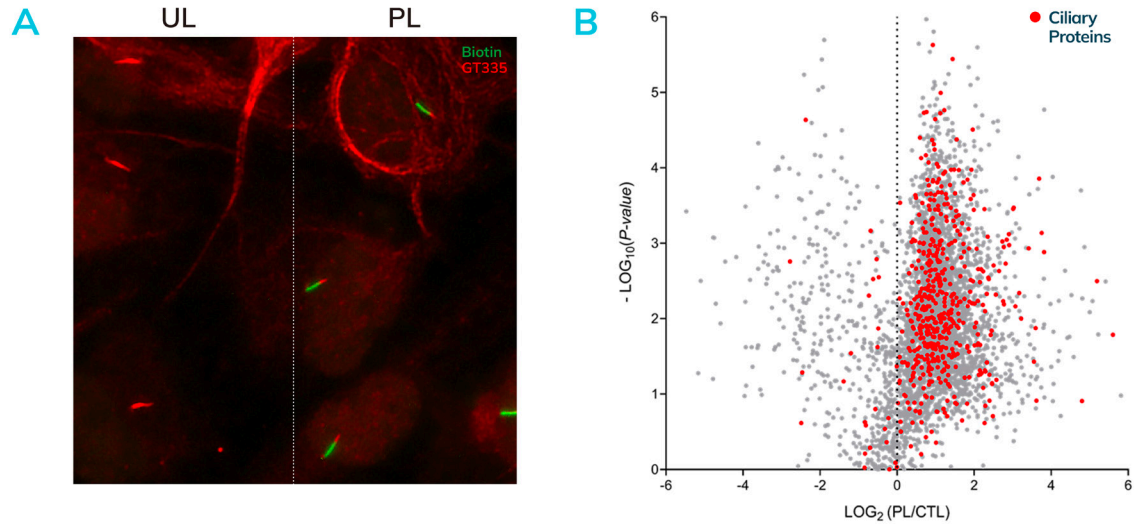 A
UL
PL
Biotin
GT335
B
Ciliary
Proteins
6
5
4
3
2
1
0
- LOG10(P-value)
-6
-4
-2
0
2
4
6
LOG2 (PL/CTL)